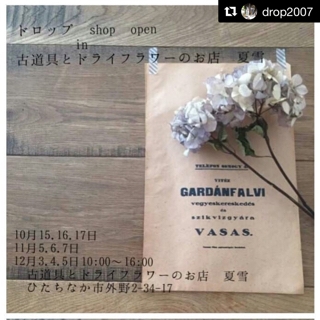 drop2007
ドロップ shop open
in
古道具とドライフラワーのお店 夏雪
VITÉZ
GARDÁNFALVI
vegyeskereskedés
és
szikvizgyára
VASAS.
10月15,16,17日
11月5,6,7日
12月3,4,5日10:00〜16:00
古道具とドライフラワーのお店 夏雪
ひたちなか市外野2-34-17